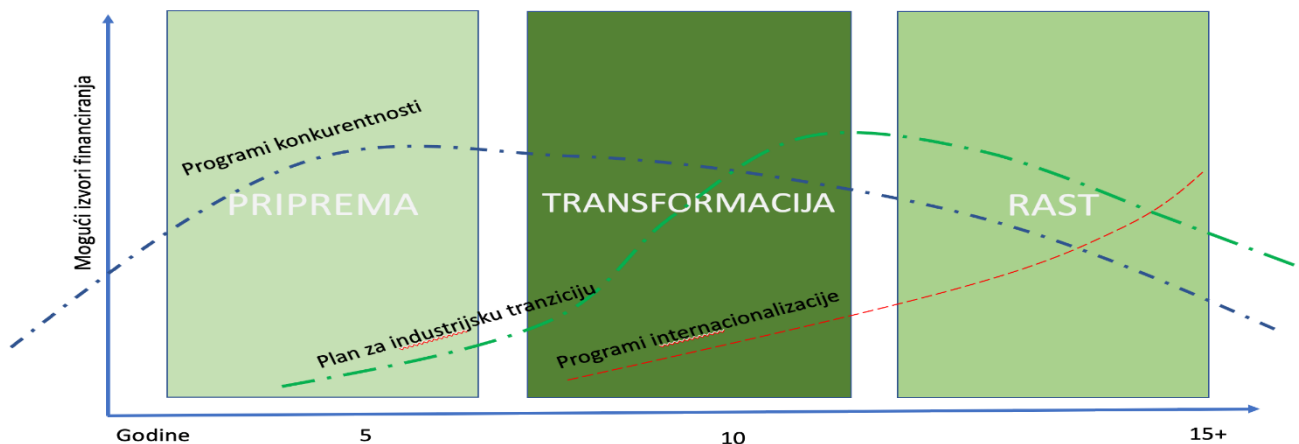 Mogući izvori financiranja
Programi konkurentnosti
PRIPREMA
TRANSFORMACIJA
RAST
Plan za industrijsku tranziciju
Programi internacionalizacije
Godine
5
10
15+